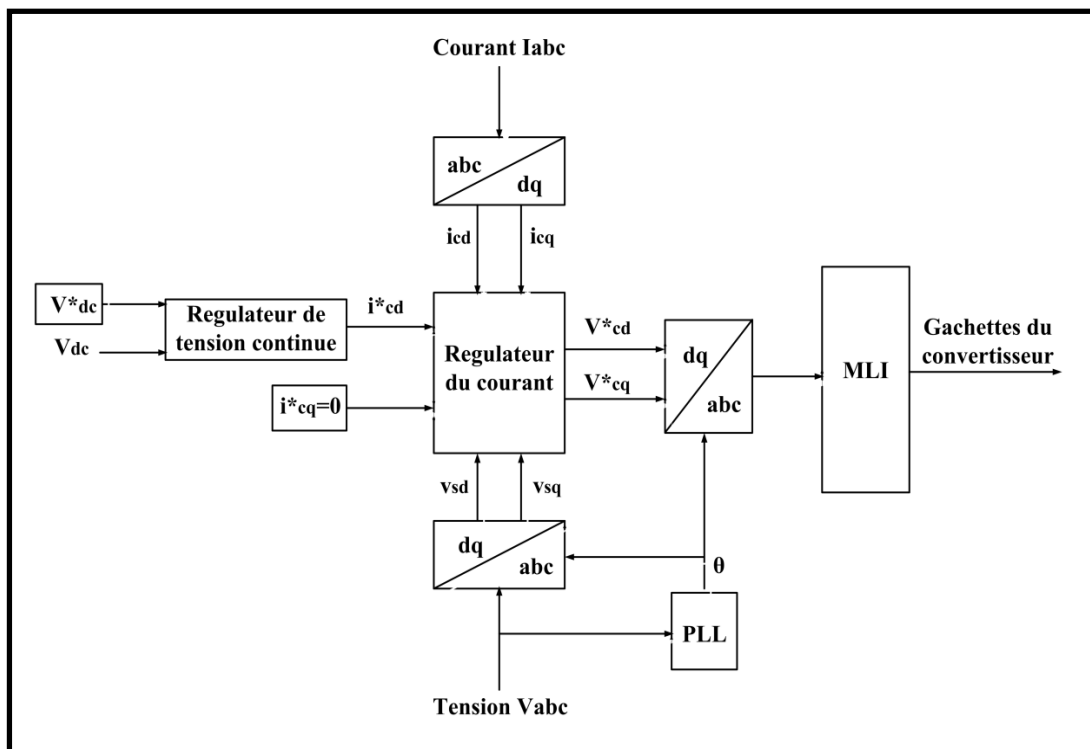 Courant Iabc
abc
dq
icd
icq
V*dc
Vdc
Regulateur de
tension continue
i*cd
i*cq=0
Regulateur
du courant
V*cd
V*cq
dq
abc
MLI
Gachettes du
convertisseur
vsd
vsq
dq
abc
θ
PLL
Tension Vabc